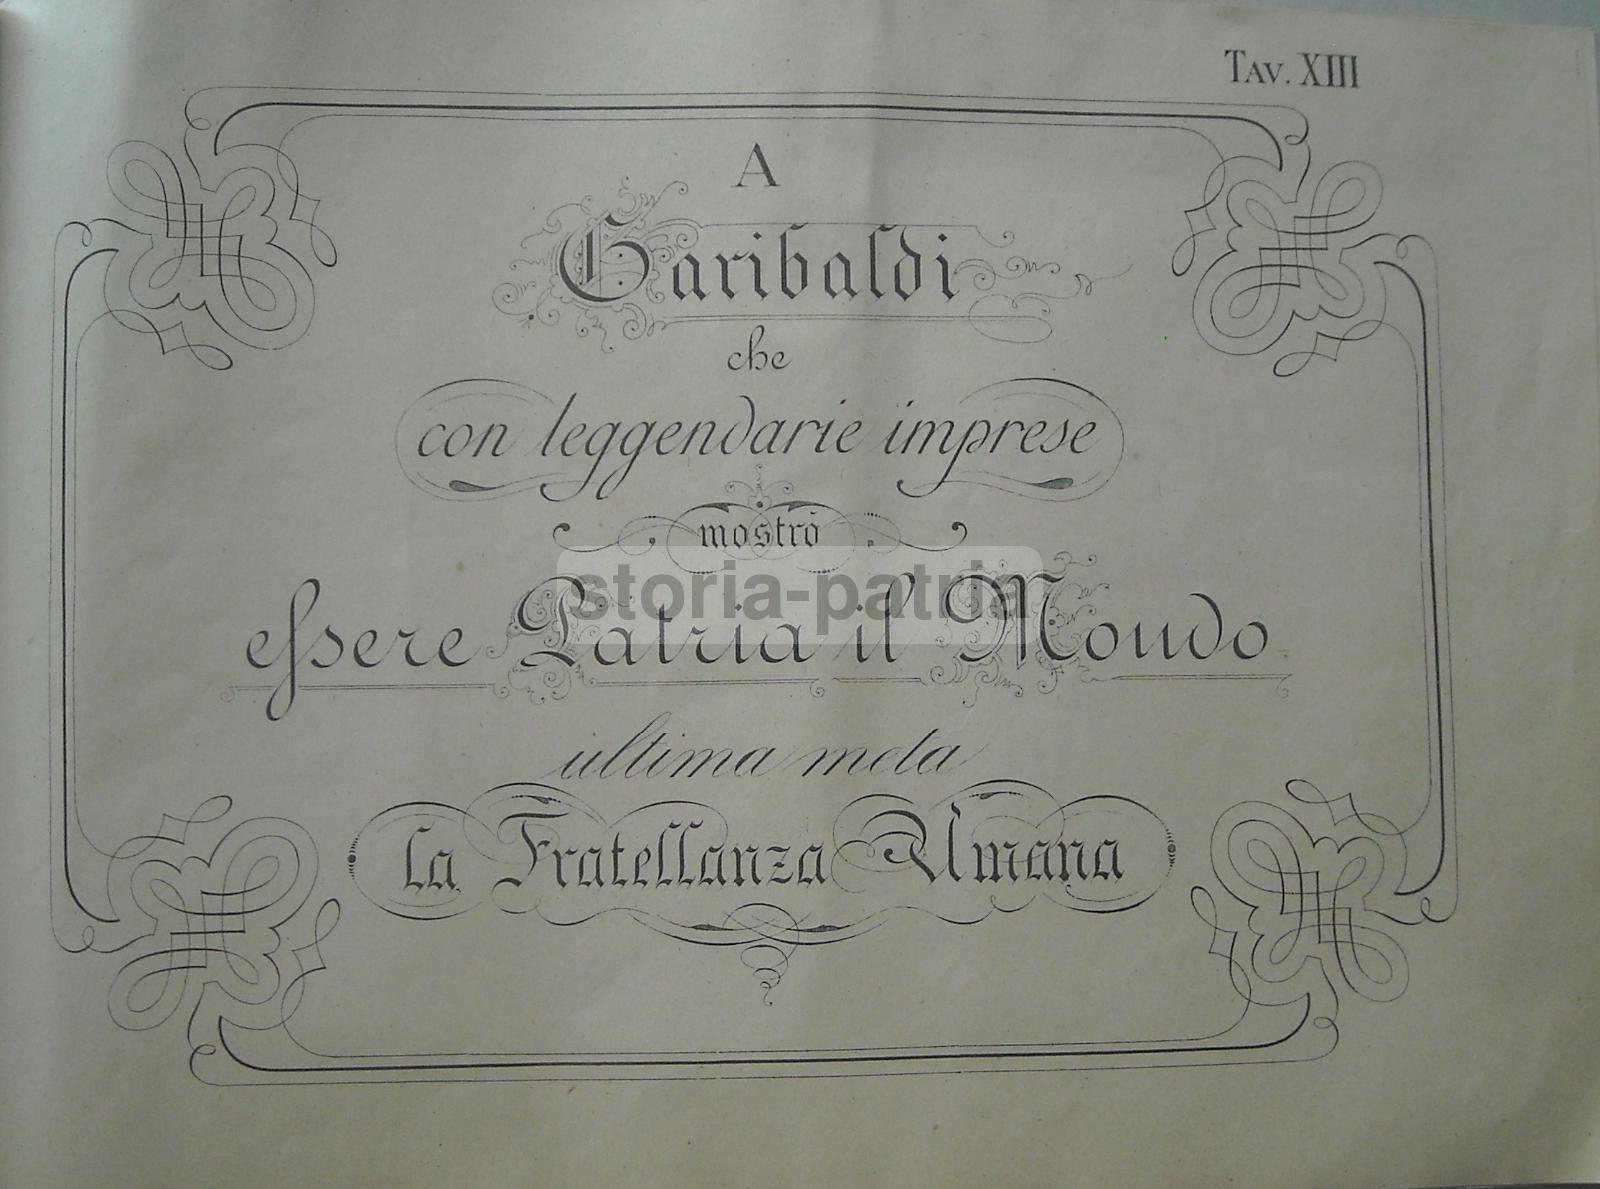 TAV. XIII
A
Garibaldi
che
con leggendarie imprese
mostrò
storia-patria
essere Patria il Mondo
ultima meta
la Fratellanza Umana